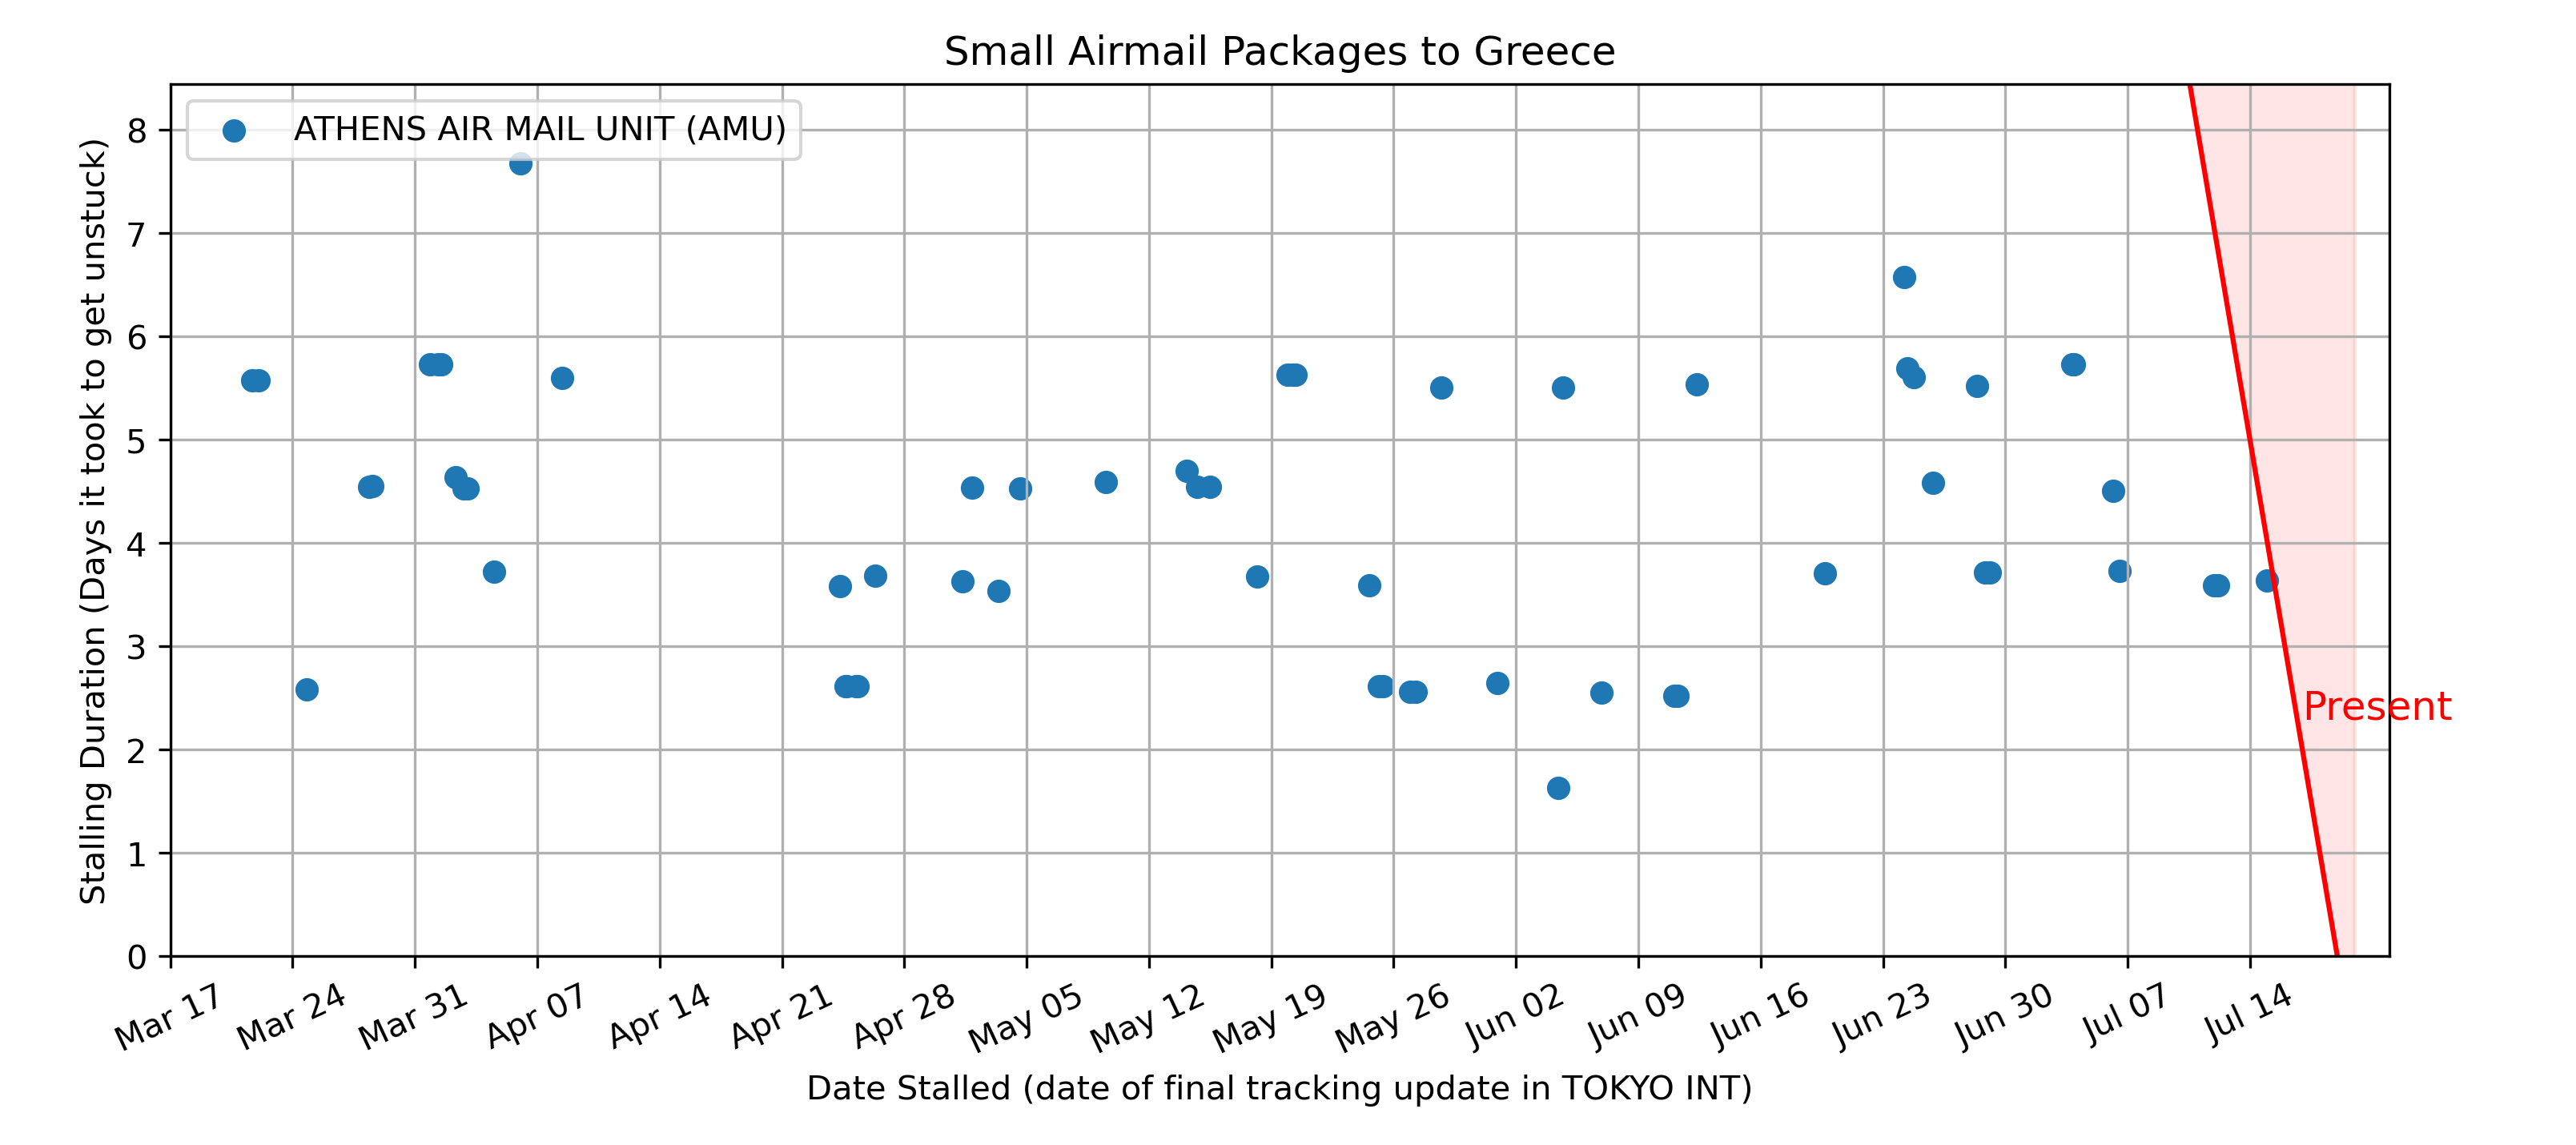 Small Airmail Packages to Greece
ATHENS AIR MAIL UNIT (AMU)
Stalling Duration (Days it took to get unstuck)
8
7
6
5
4
3
2
1
0
Present
Mar 17
Mar 24
Mar 31
Apr 07
Apr 14
Apr 21
Apr 28
May 05
May 12
May 19
May 26
Jun 02
Jun 09
Jun 16
Jun 23
Jun 30
Jul 07
Jul 14
Date Stalled (date of final tracking update in TOKYO INT)